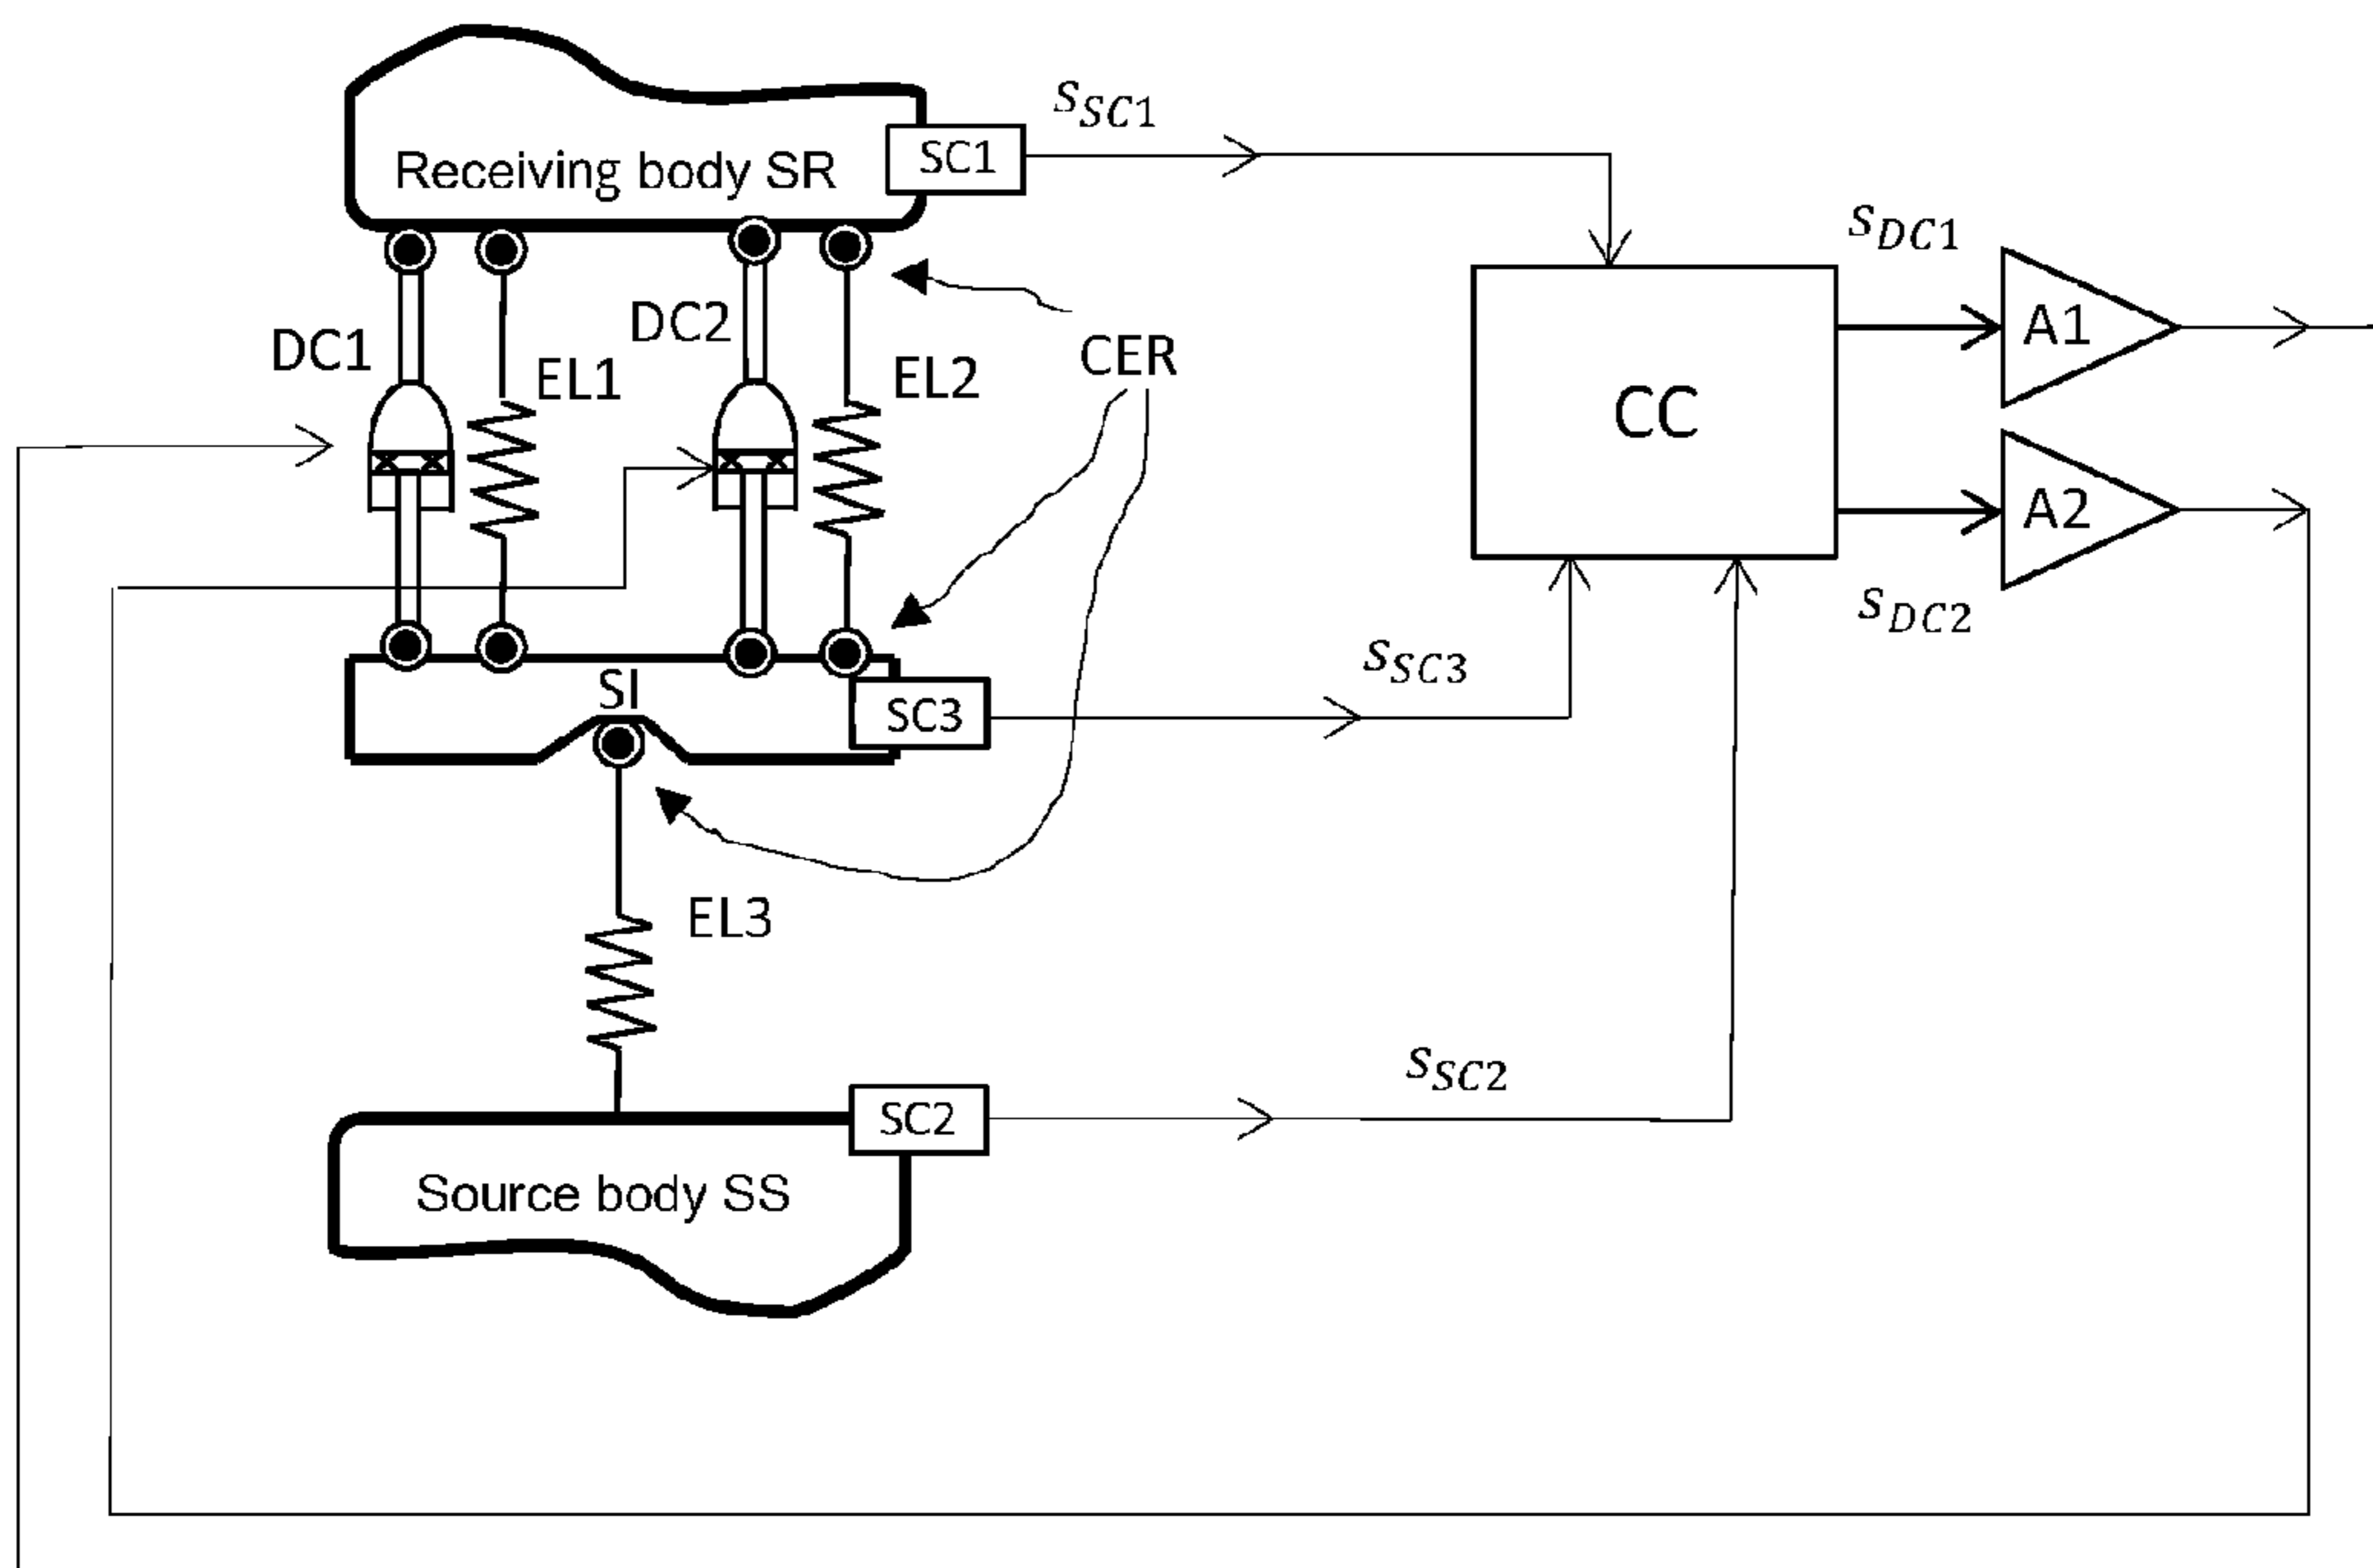 s_SC1
SC1
Receiving body SR
s_DC1
A1
DC1
EL1
DC2
EL2
CER
CC
A2
s_DC2
s_SC3
SI
SC3
EL3
s_SC2
SC2
Source body SS